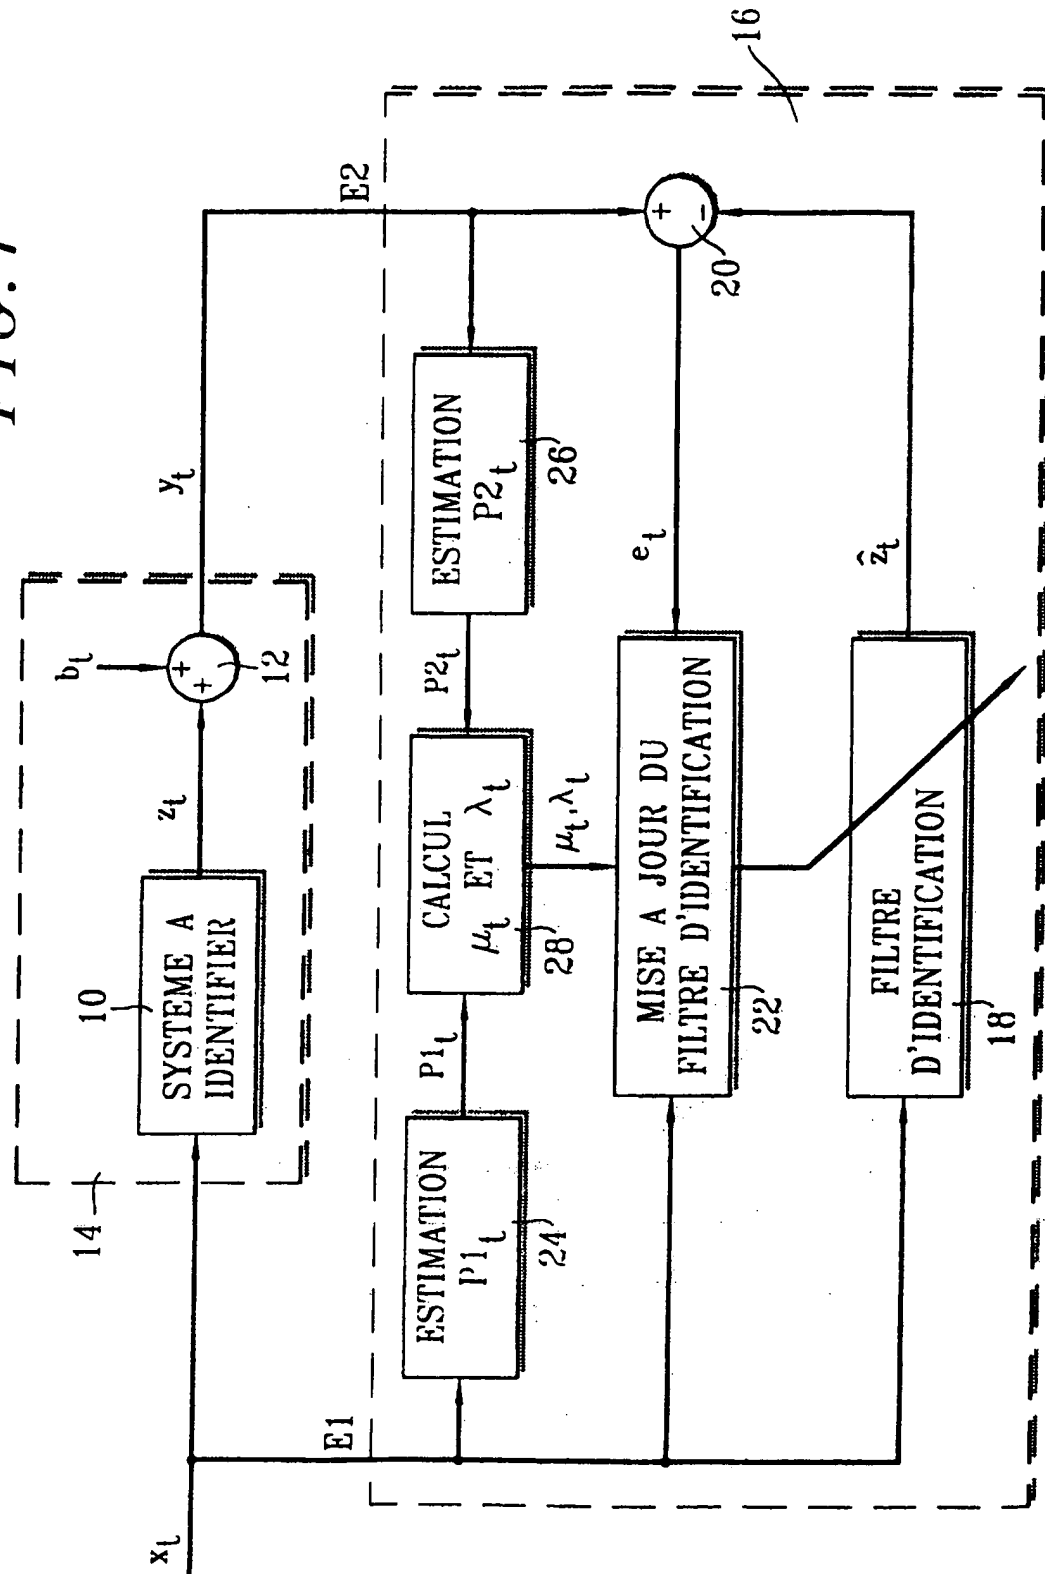 FIG. 1
x_t
14
10
SYSTEME A
IDENTIFIER
z_t
b_t
+
+
12
y_t
E1
E2
16
ESTIMATION
P1_t
24
P1_t
CALCUL
μ_t ET λ_t
28
P2_t
ESTIMATION
P2_t
26
μ_t,λ_t
MISE A JOUR DU
FILTRE D'IDENTIFICATION
22
e_t
+
-
20
FILTRE
D'IDENTIFICATION
18
ẑ_t